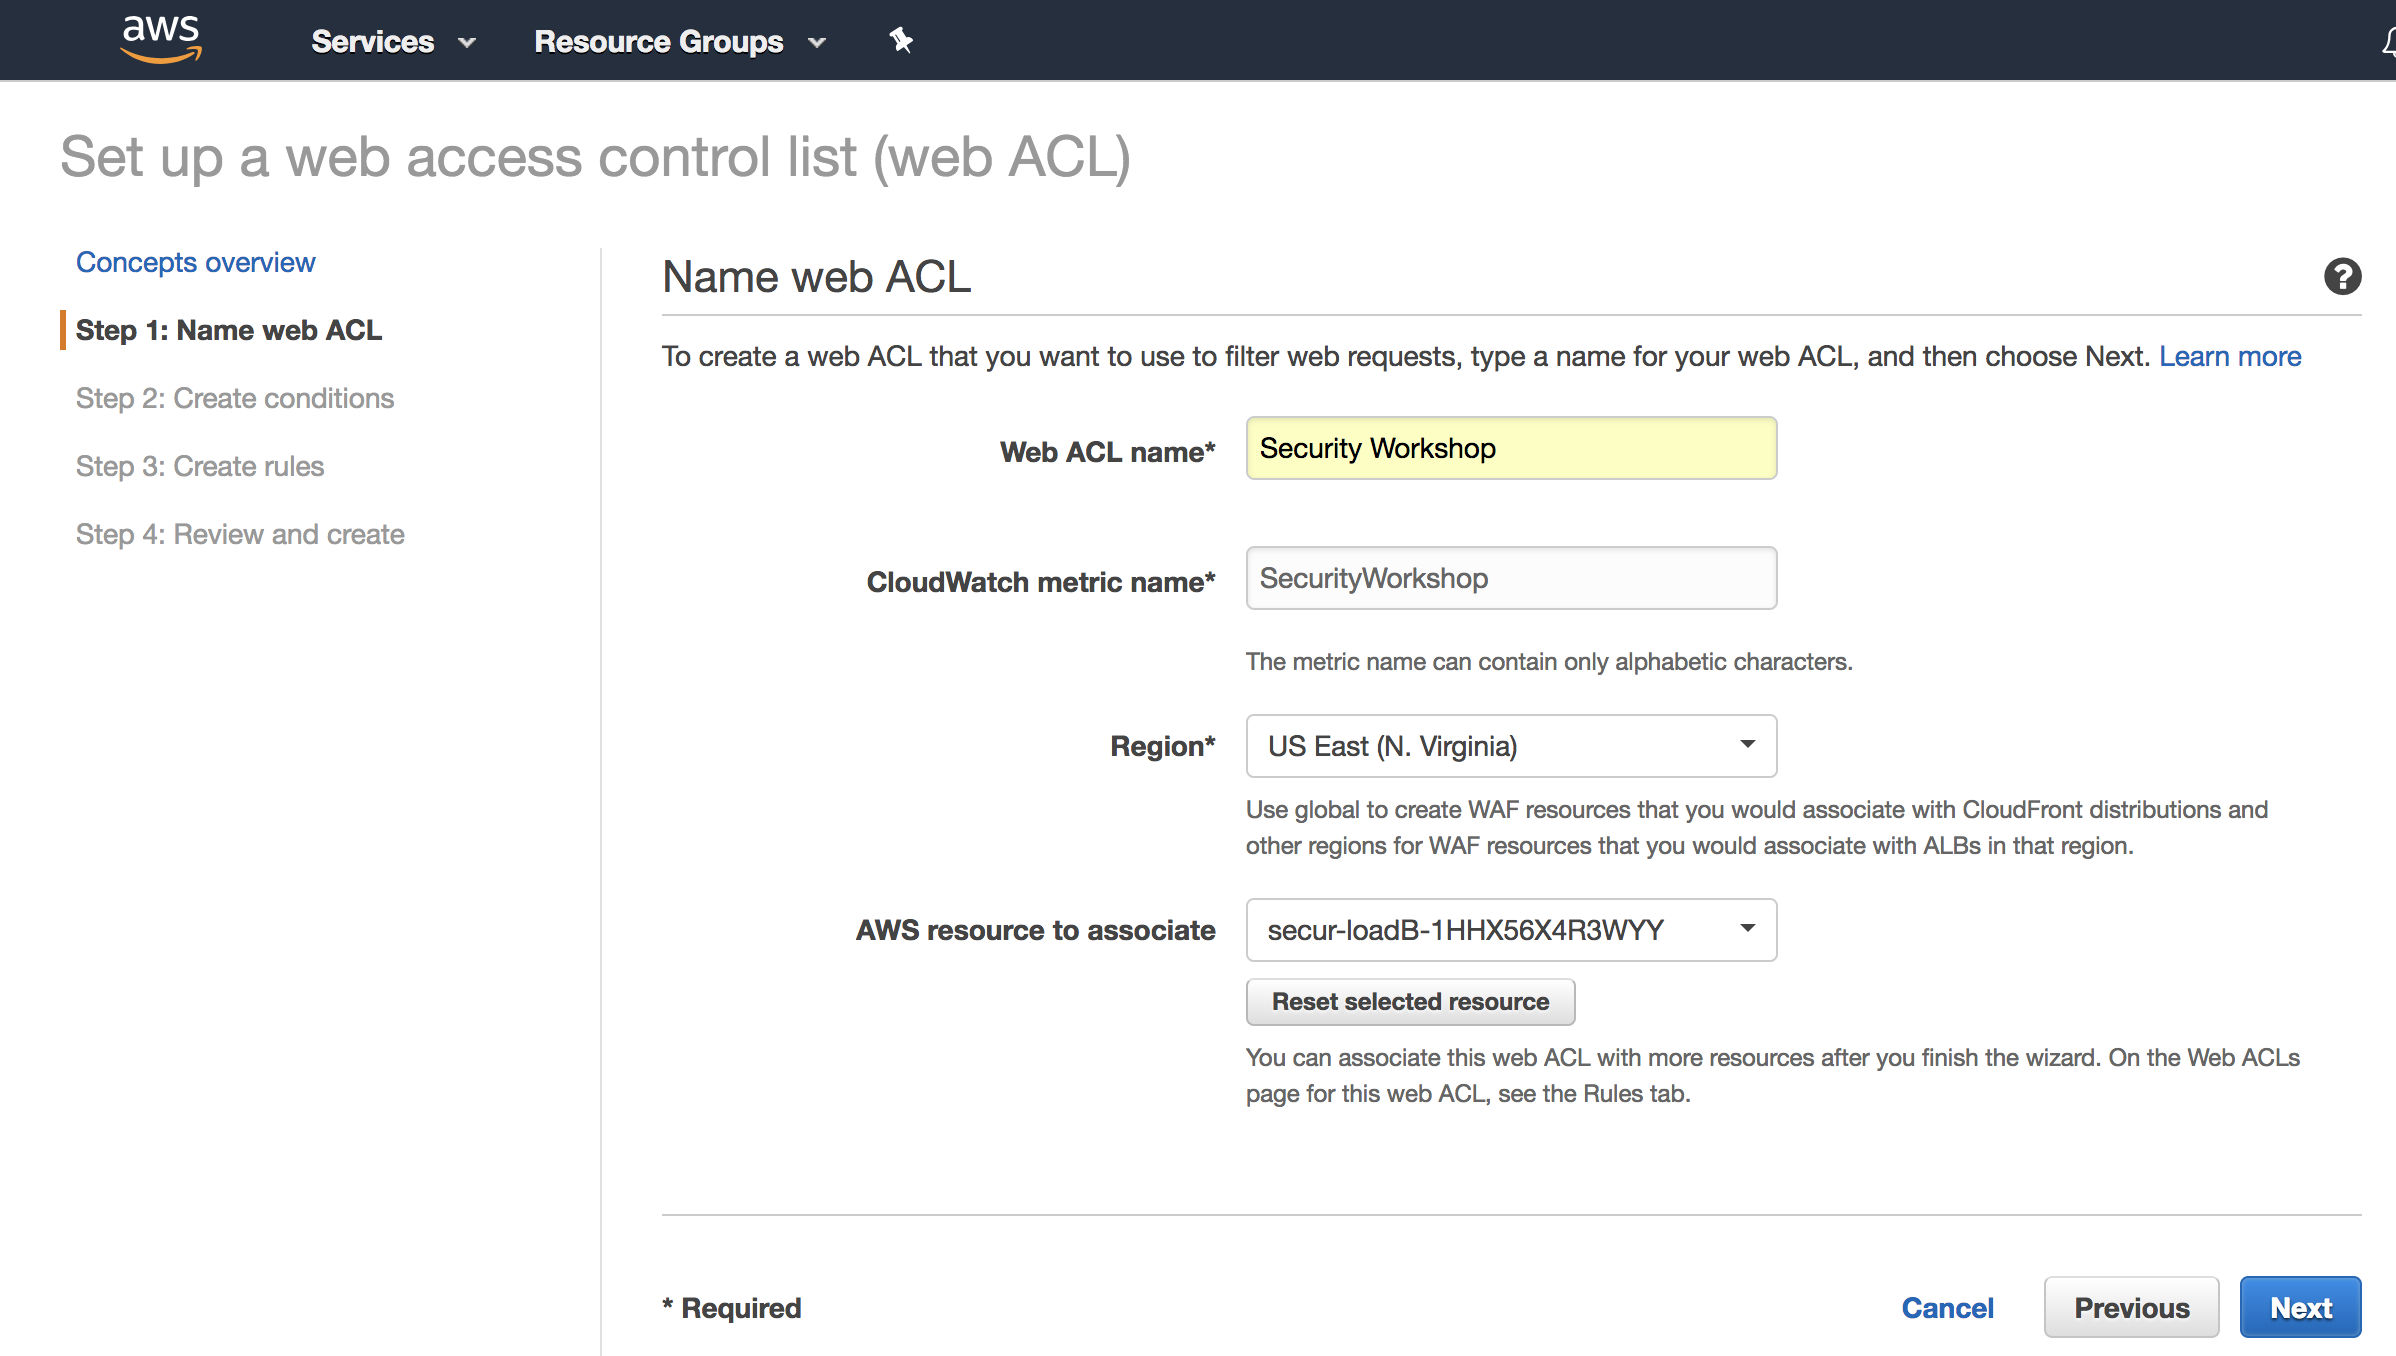 aws
Services
Resource Groups
Set up a web access control list (web ACL)
Concepts overview
Step 1: Name web ACL
Step 2: Create conditions
Step 3: Create rules
Step 4: Review and create
Name web ACL
To create a web ACL that you want to use to filter web requests, type a name for your web ACL, and then choose Next. Learn more
Web ACL name*
Security Workshop
CloudWatch metric name*
SecurityWorkshop
The metric name can contain only alphabetic characters.
Region*
US East (N. Virginia)
Use global to create WAF resources that you would associate with CloudFront distributions and
other regions for WAF resources that you would associate with ALBs in that region.
AWS resource to associate
secur-loadB-1HHX56X4R3WYY
Reset selected resource
You can associate this web ACL with more resources after you finish the wizard. On the Web ACLs
page for this web ACL, see the Rules tab.
* Required
Cancel
Previous
Next